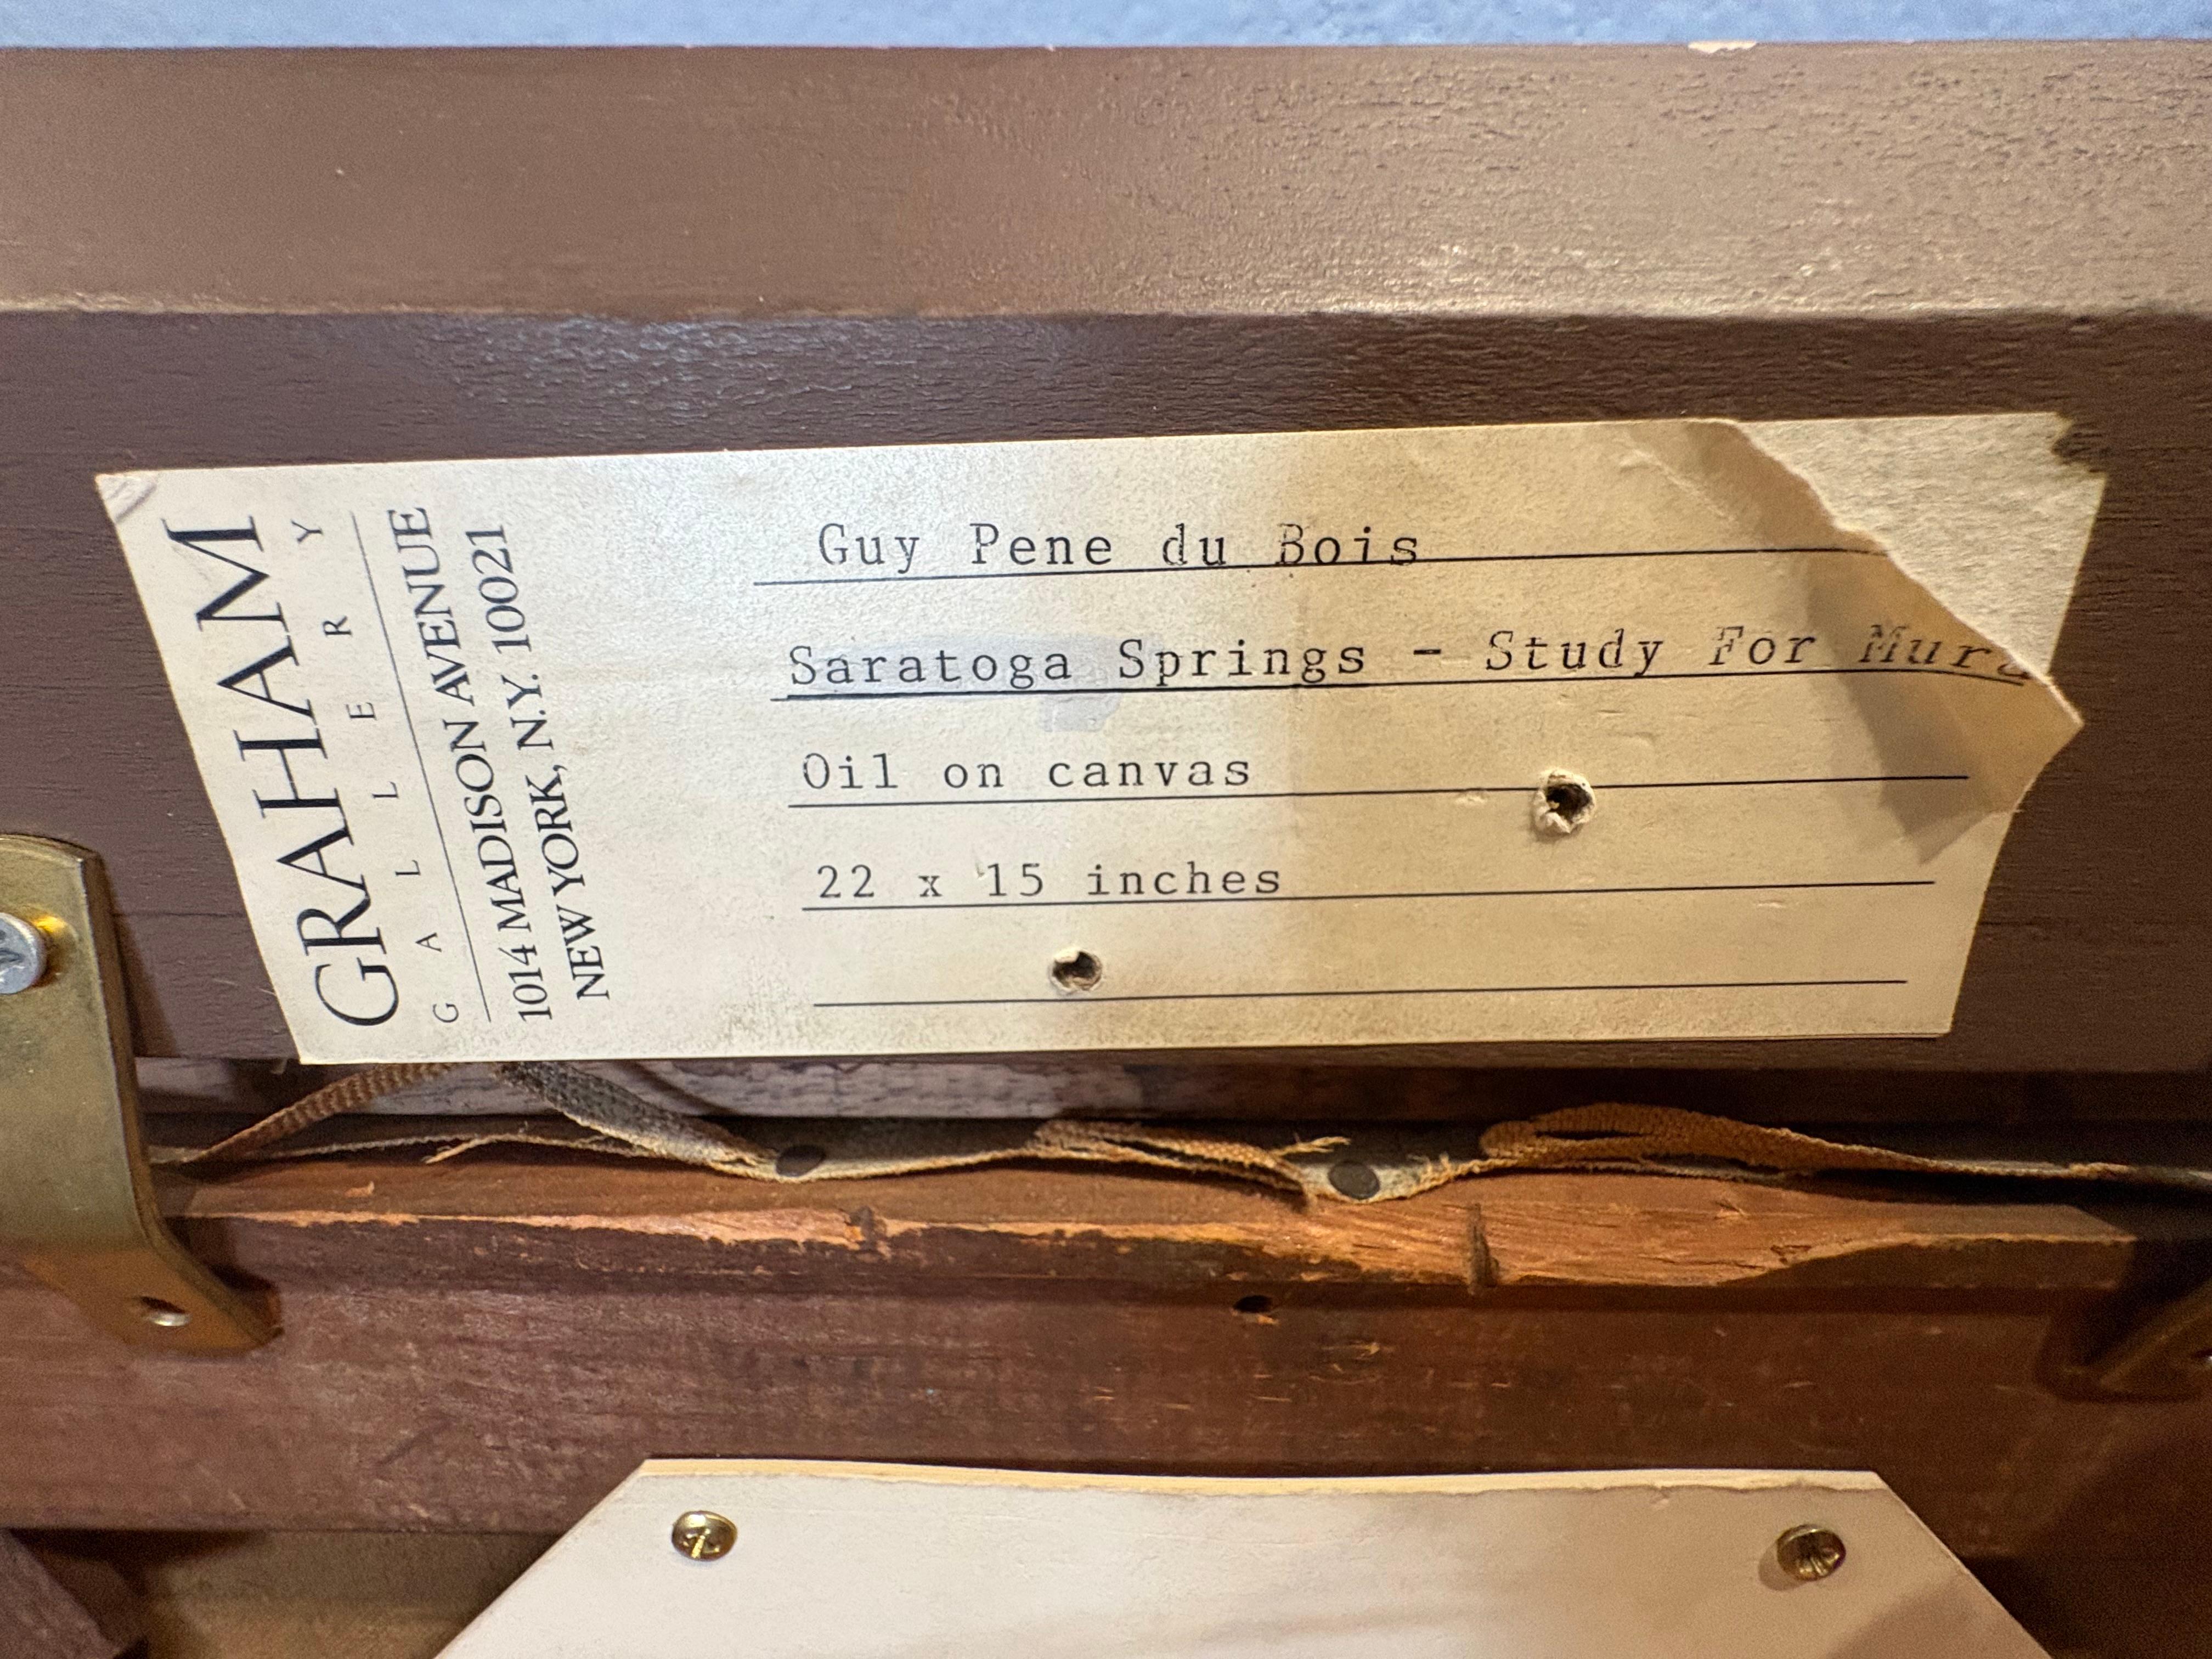 GRAHAM
GALLERY
1014 MADISON AVENUE
NEW YORK, N.Y. 10021
Guy Pene du Bois
Saratoga Springs - Study For Mura
Oil on canvas
22 x 15 inches